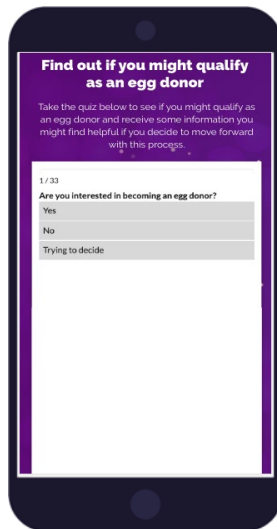 Find out if you might qualify
as an egg donor
Take the quiz below to see if you might qualify as
an egg donor and receive some information you
might find helpful if you decide to move forward
with this process.
1 / 33
Are you interested in becoming an egg donor?
Yes
No
Trying to decide